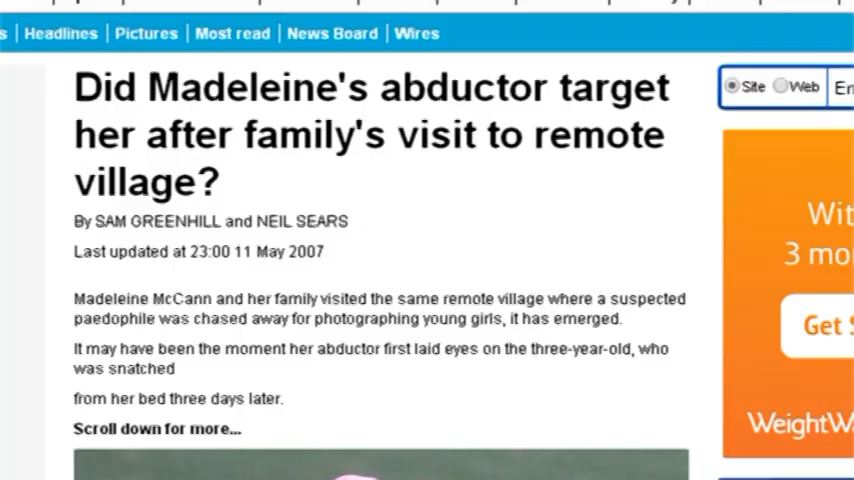 Headlines Pictures Most read News Board Wires
Did Madeleine's abductor target
her after family's visit to remote
village?
By SAM GREENHILL and NEIL SEARS
Last updated at 23:00 11 May 2007
Madeleine McCann and her family visited the same remote village where a suspected
paedophile was chased away for photographing young girls, it has emerged.
It may have been the moment her abductor first laid eyes on the three-year-old, who
was snatched
from her bed three days later.
Scroll down for more...
Site Web
3
Get